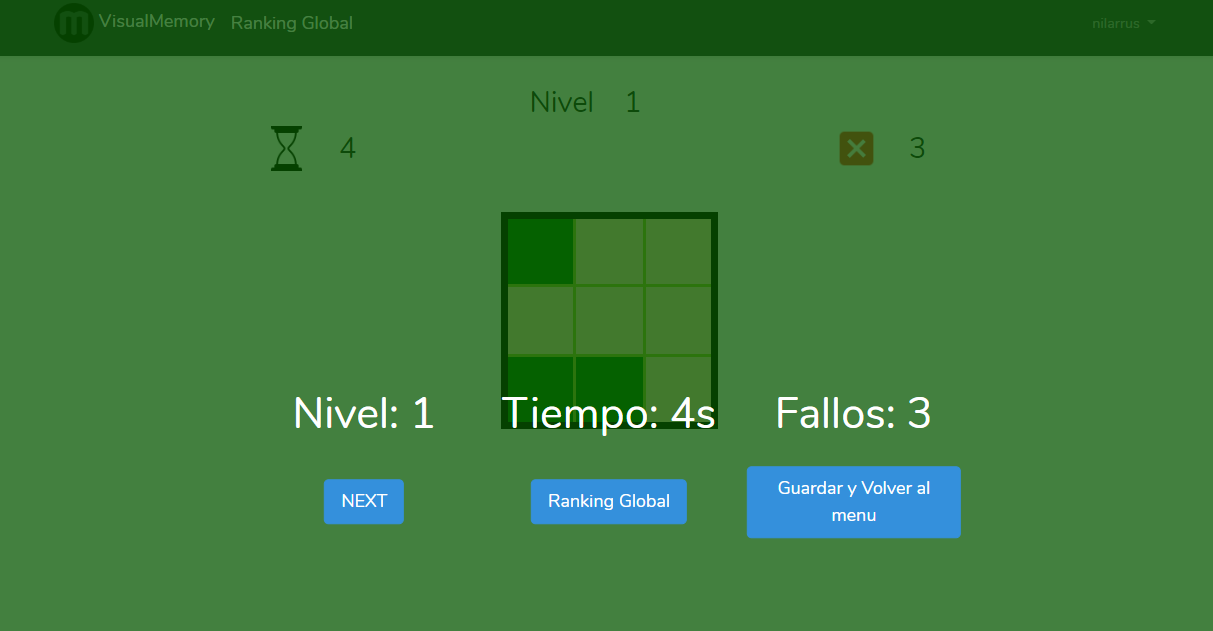 VisualMemory
Ranking Global
nilarrus
Nivel 1
4
3
Nivel: 1
Tiempo: 4s
Fallos: 3
NEXT
Ranking Global
Guardar y Volver al
menu